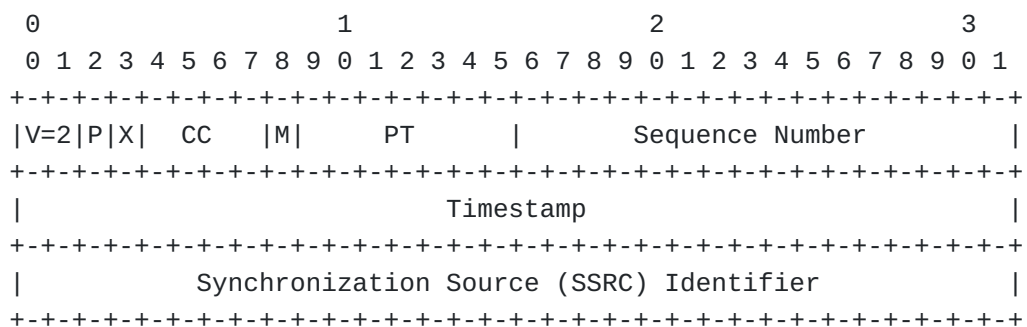 0                   1                   2                   3
 0 1 2 3 4 5 6 7 8 9 0 1 2 3 4 5 6 7 8 9 0 1 2 3 4 5 6 7 8 9 0 1
+-+-+-+-+-+-+-+-+-+-+-+-+-+-+-+-+-+-+-+-+-+-+-+-+-+-+-+-+-+-+-+-+
|V=2|P|X|  CC   |M|     PT      |       Sequence Number         |
+-+-+-+-+-+-+-+-+-+-+-+-+-+-+-+-+-+-+-+-+-+-+-+-+-+-+-+-+-+-+-+-+
|                           Timestamp                           |
+-+-+-+-+-+-+-+-+-+-+-+-+-+-+-+-+-+-+-+-+-+-+-+-+-+-+-+-+-+-+-+-+
|           Synchronization Source (SSRC) Identifier            |
+-+-+-+-+-+-+-+-+-+-+-+-+-+-+-+-+-+-+-+-+-+-+-+-+-+-+-+-+-+-+-+-+